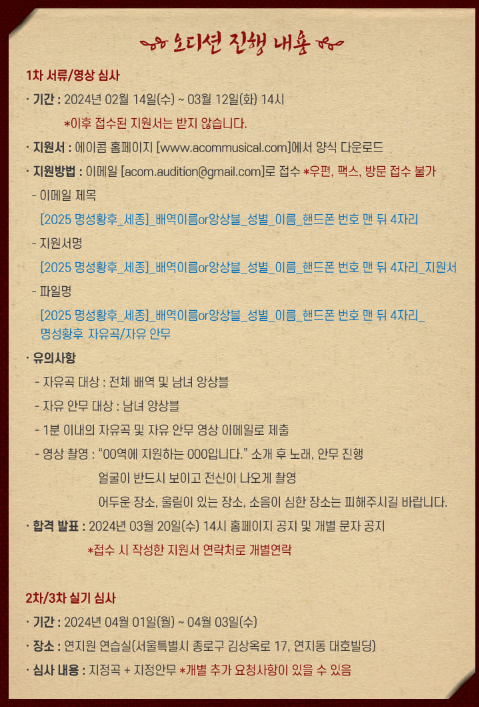 오디션 진행 내용
1차 서류/영상 심사
· 기간 : 2024년 02월 14일(수) ~ 03월 12일(화) 14시
*이후 접수된 지원서는 받지 않습니다.
· 지원서 : 에이콤 홈페이지 [www.acommusical.com]에서 양식 다운로드
· 지원방법 : 이메일 [acom.audition@gmail.com]로 접수 *우편, 팩스, 방문 접수 불가
- 이메일 제목
[2025 명성황후_세종]_배역이름or앙상블_성별_이름_핸드폰 번호 맨 뒤 4자리
- 지원서명
[2025 명성황후_세종]_배역이름or앙상블_성별_이름_핸드폰 번호 맨 뒤 4자리_지원서
- 파일명
[2025 명성황후_세종]_배역이름or앙상블_성별_이름_핸드폰 번호 맨 뒤 4자리_
명성황후 자유곡/자유 안무
· 유의사항
- 자유곡 대상 : 전체 배역 및 남녀 앙상블
- 자유 안무 대상 : 남녀 앙상블
- 1분 이내의 자유곡 및 자유 안무 영상 이메일로 제출
- 영상 촬영 : "00역에 지원하는 000입니다." 소개 후 노래, 안무 진행
얼굴이 반드시 보이고 전신이 나오게 촬영
어두운 장소, 울림이 있는 장소, 소음이 심한 장소는 피해주시길 바랍니다.
· 합격 발표 : 2024년 03월 20일(수) 14시 홈페이지 공지 및 개별 문자 공지
*접수 시 작성한 지원서 연락처로 개별연락
2차/3차 실기 심사
· 기간 : 2024년 04월 01일(월) ~ 04월 03일(수)
· 장소 : 연지원 연습실(서울특별시 종로구 김상옥로 17, 연지동 대호빌딩)
· 심사 내용 : 지정곡 + 지정안무 *개별 추가 요청사항이 있을 수 있음